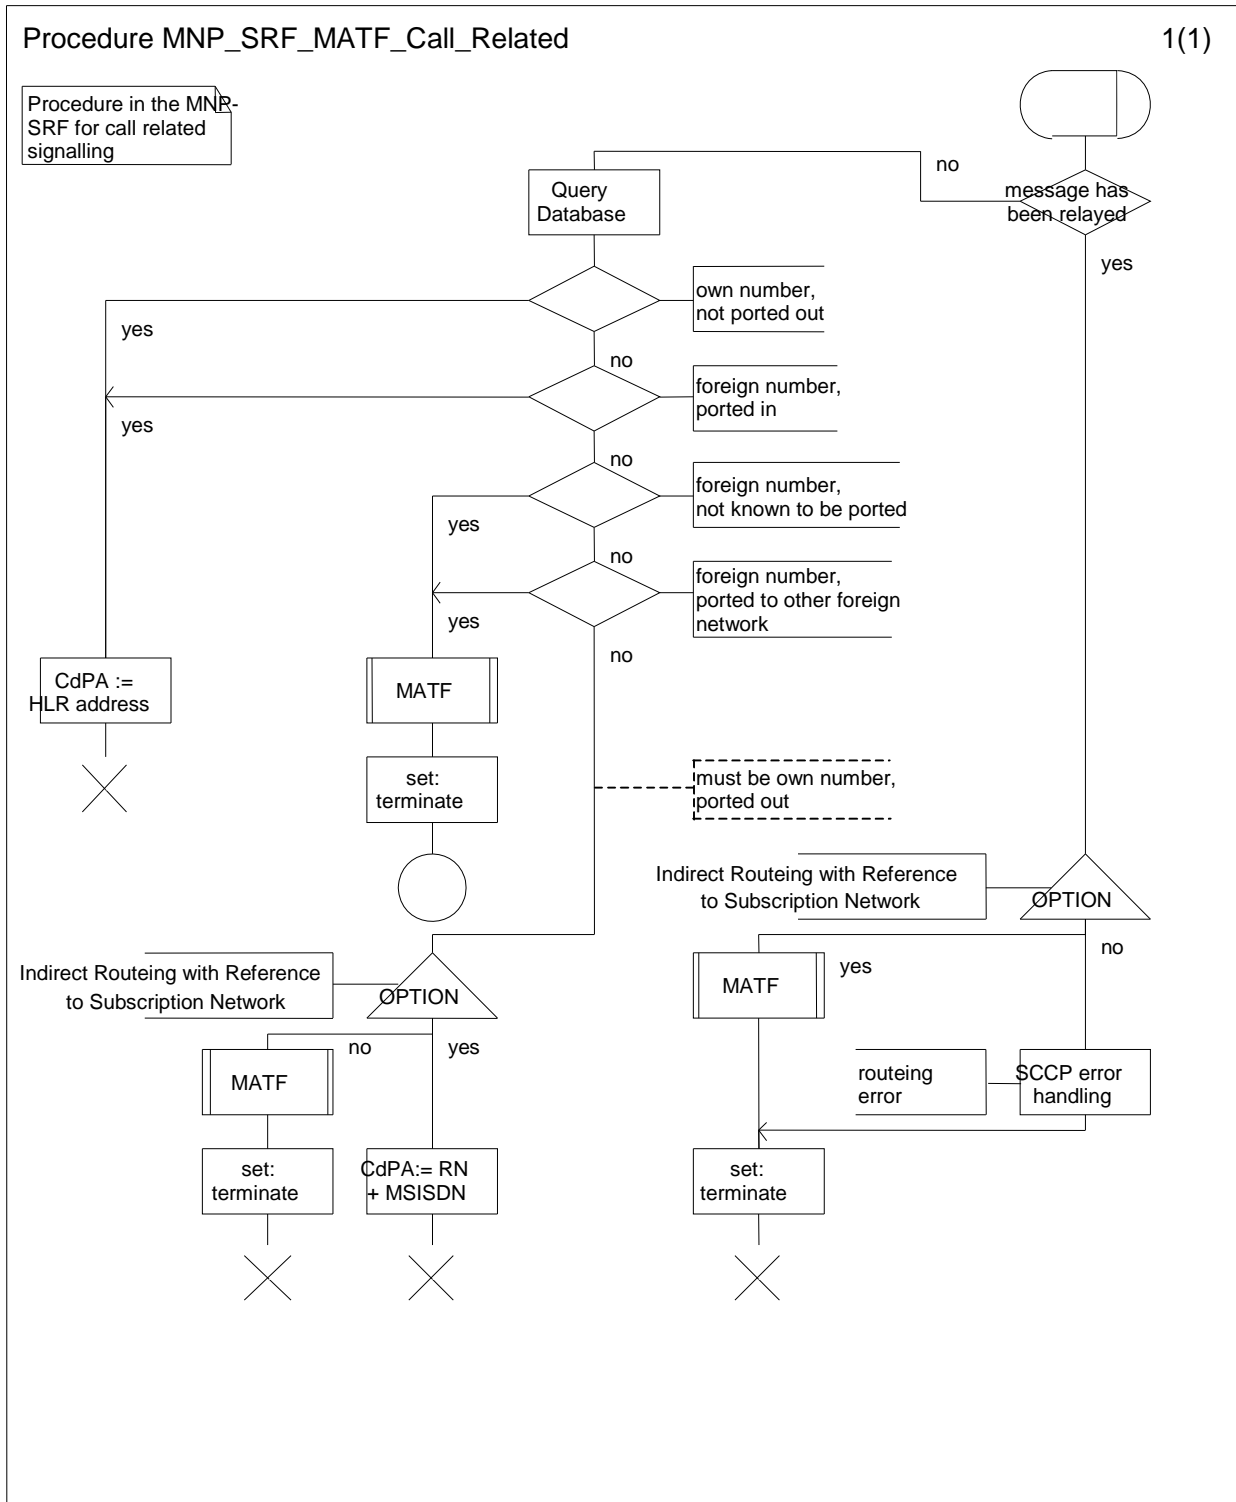 Procedure MNP_SRF_MATF_Call_Related
1(1)
Procedure in the MNP-
SRF for call related
signalling
no
message has
been relayed
yes
Query
Database
own number,
not ported out
yes
no
foreign number,
ported in
yes
no
foreign number,
not known to be ported
yes
no
foreign number,
ported to other foreign
network
yes
no
CdPA :=
HLR address
MATF
set:
terminate
must be own number,
ported out
Indirect Routeing with Reference
to Subscription Network
OPTION
no
yes
MATF
routeing
error
SCCP error
handling
set:
terminate
Indirect Routeing with Reference
to Subscription Network
OPTION
no
yes
MATF
set:
terminate
CdPA:= RN
+ MSISDN